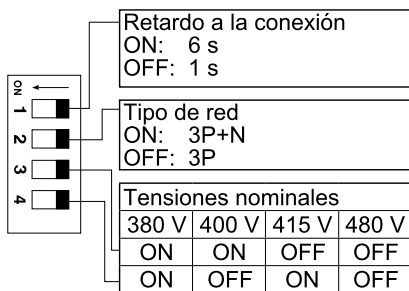 Retardo a la conexión
ON: 6 s
OFF: 1 s
ON
1
2
3
4
Tipo de red
ON: 3P+N
OFF: 3P
Tensiones nominales
380 V 400 V 415 V 480 V
ON ON OFF OFF
ON OFF ON OFF